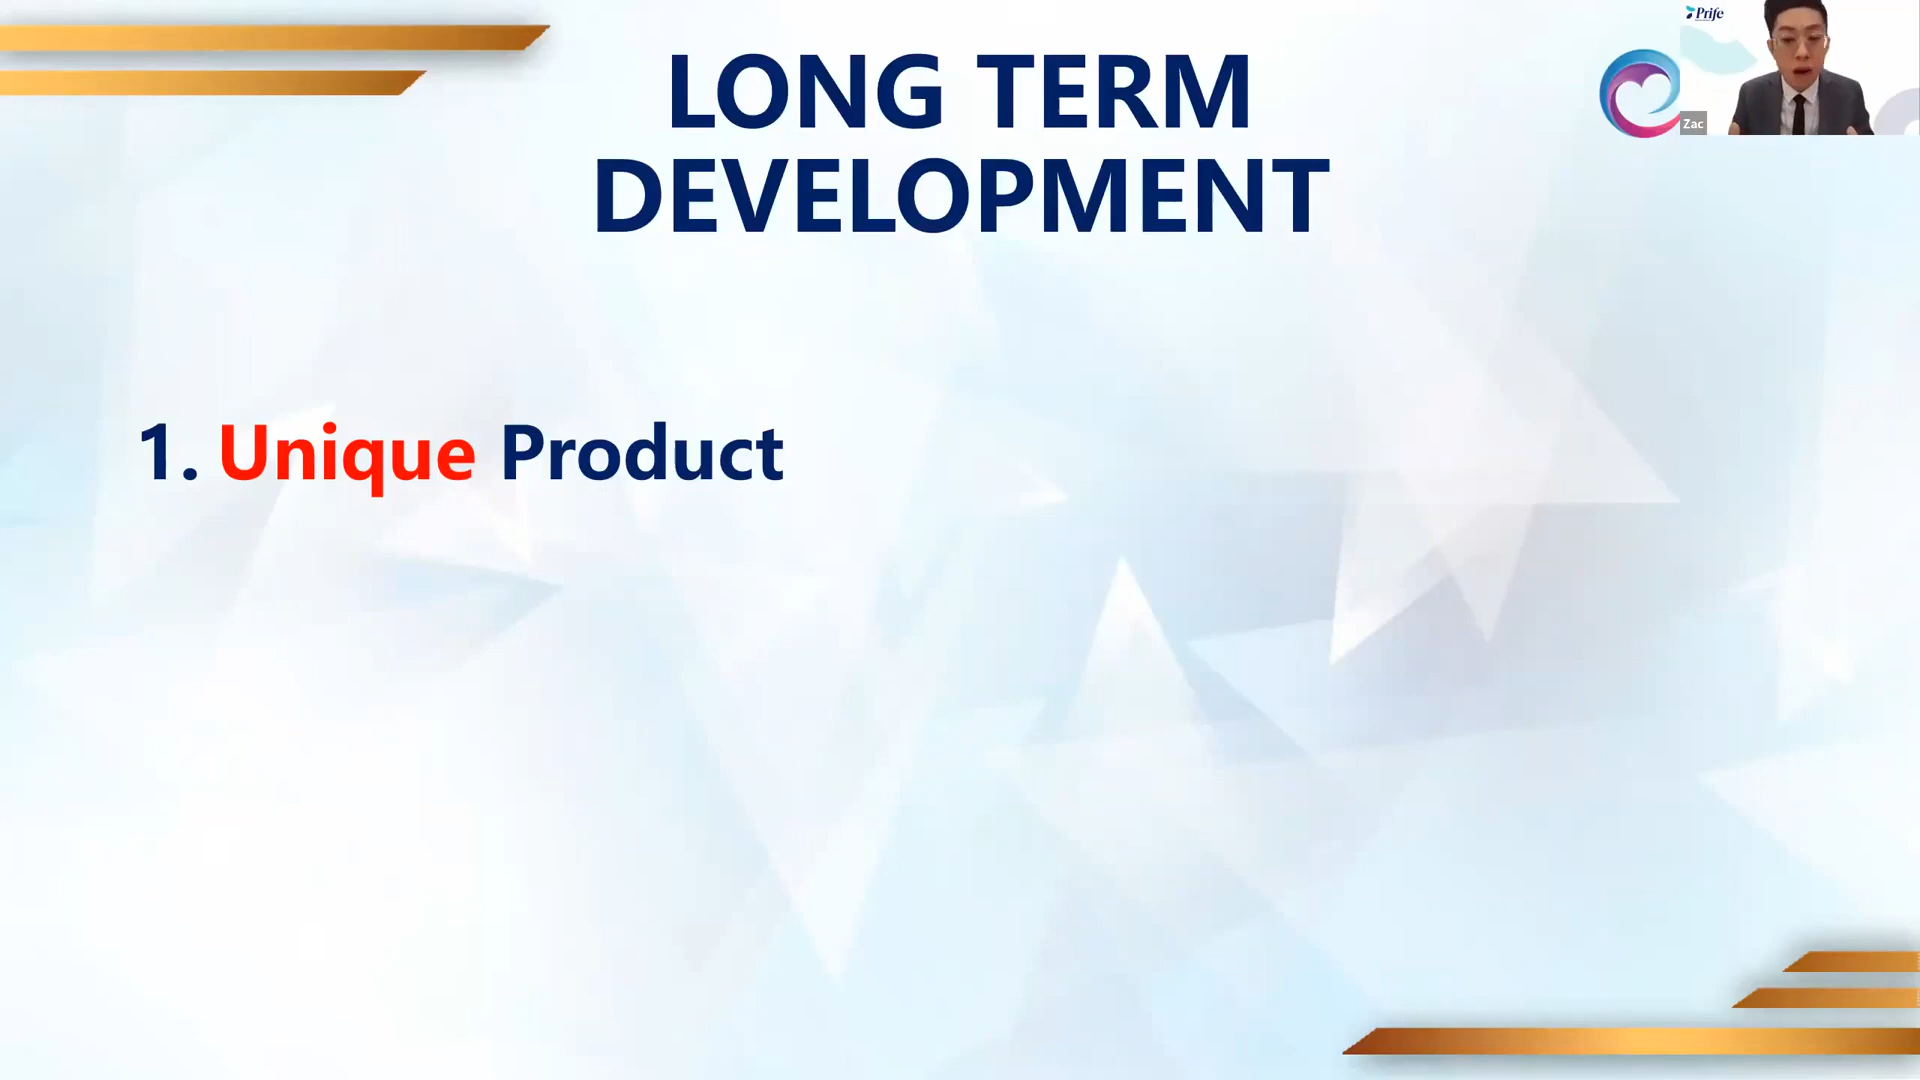 Prife
LONG TERM
DEVELOPMENT
Zac
1. Unique Product